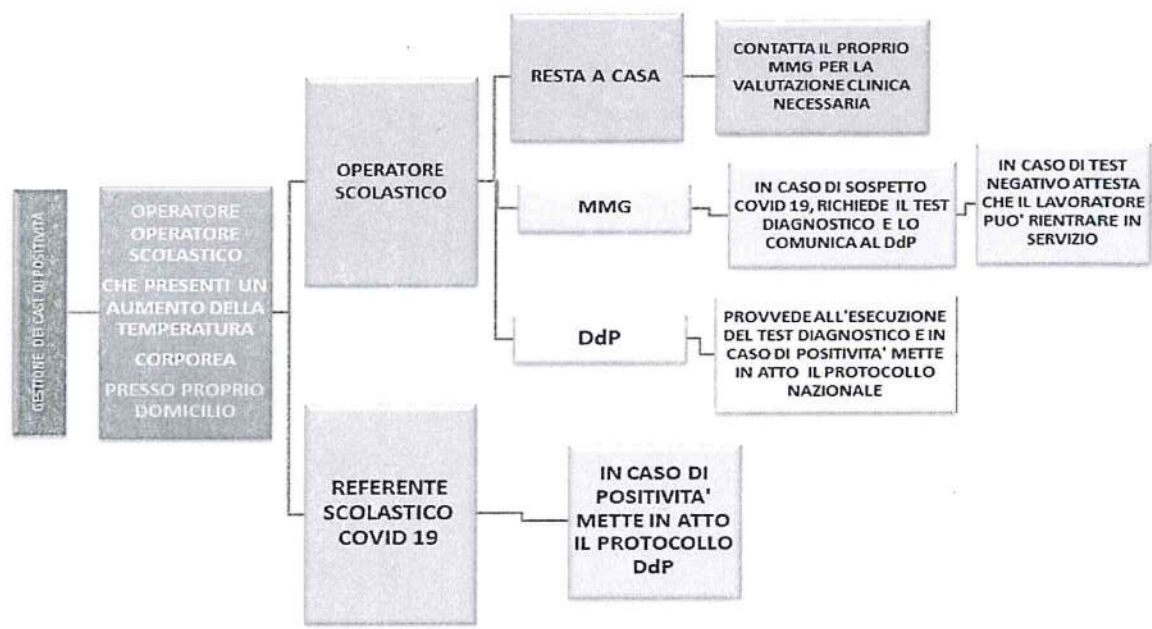 GESTIONE DEI CASI DI POSITIVITÀ
OPERATORE
OPERATORE
SCOLASTICO
CHE PRESENTI UN
AUMENTO DELLA
TEMPERATURA
CORPOREA
PRESSO PROPRIO
DOMICILIO
OPERATORE
SCOLASTICO
RESTA A CASA
CONTATTA IL PROPRIO
MMG PER LA
VALUTAZIONE CLINICA
NECESSARIA
MMG
IN CASO DI SOSPETTO
COVID 19, RICHIEDE IL TEST
DIAGNOSTICO E LO
COMUNICA AL DdP
IN CASO DI TEST
NEGATIVO ATTESTA
CHE IL LAVORATORE
PUO' RIENTRARE IN
SERVIZIO
DdP
PROVVEDE ALL'ESECUZIONE
DEL TEST DIAGNOSTICO E IN
CASO DI POSITIVITA' METTE
IN ATTO IL PROTOCOLLO
NAZIONALE
REFERENTE
SCOLASTICO
COVID 19
IN CASO DI
POSITIVITA'
METTE IN ATTO
IL PROTOCOLLO
DdP